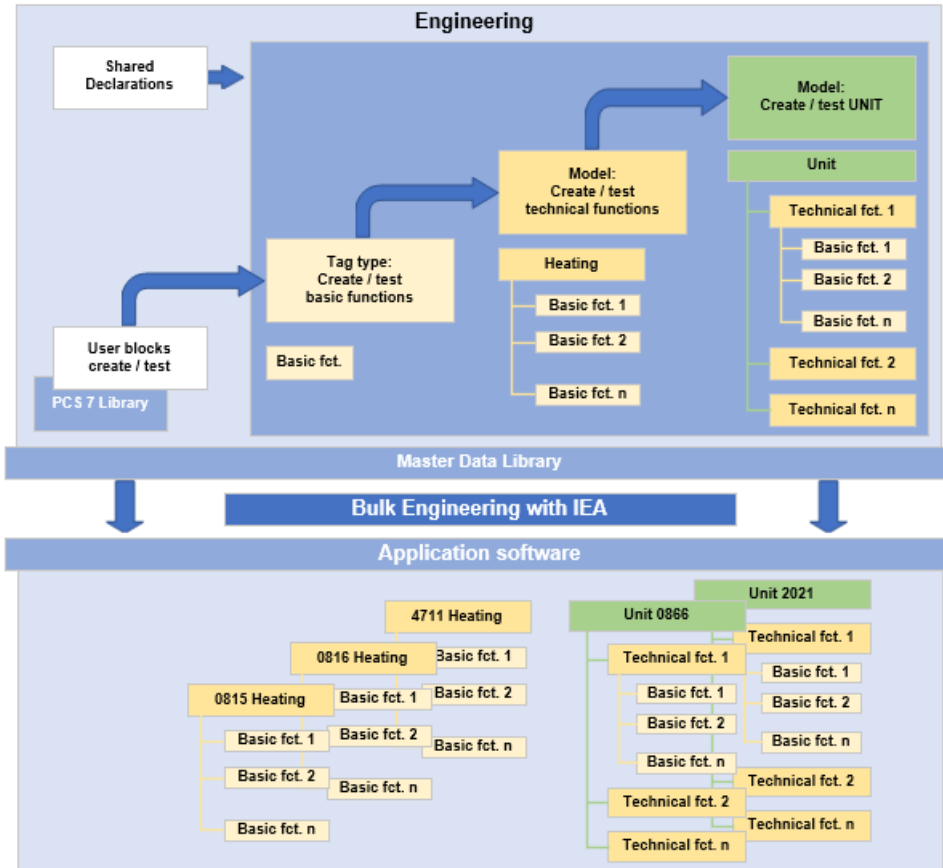 Engineering
Shared
Declarations
Model:
Create / test UNIT
Unit
Model:
Create / test
technical functions
Technical fct. 1
Basic fct. 1
Basic fct. 2
Basic fct. n
Technical fct. 2
Technical fct. n
Tag type:
Create / test
basic functions
Heating
Basic fct. 1
Basic fct. 2
Basic fct. n
Basic fct.
User blocks
create / test
PCS 7 Library
Master Data Library
Bulk Engineering with IEA
Application software
4711 Heating
Basic fct. 1
Basic fct. 2
Basic fct. n
0816 Heating
Basic fct. 1
Basic fct. 2
Basic fct. n
0815 Heating
Basic fct. 1
Basic fct. 2
Basic fct. n
Unit 2021
Technical fct. 1
Basic fct. 1
Basic fct. 2
Basic fct. n
Technical fct. 2
Technical fct. n
Unit 0866
Technical fct. 1
Basic fct. 1
Basic fct. 2
Basic fct. n
Technical fct. 2
Technical fct. n